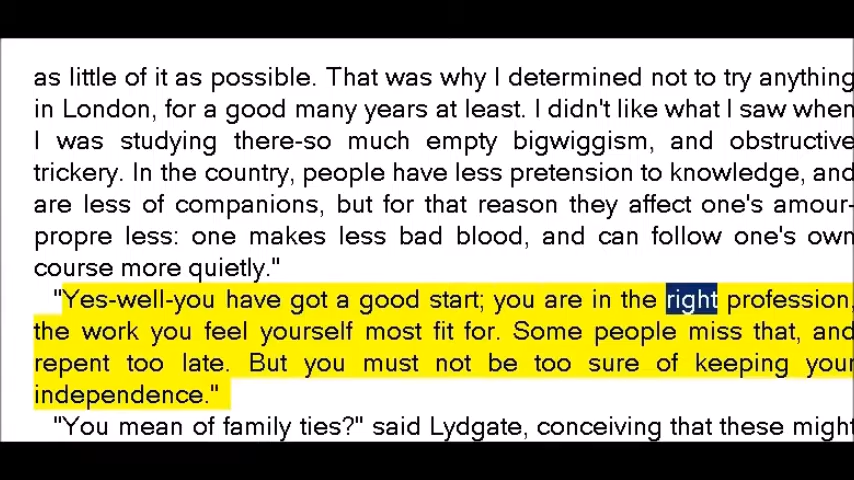 as little of it as possible. That was why I determined not to try anything
in London, for a good many years at least. I didn't like what I saw when
I was studying there-so much empty bigwiggism, and obstructive
trickery. In the country, people have less pretension to knowledge, and
are less of companions, but for that reason they affect one's amour-
propre less: one makes less bad blood, and can follow one's own
course more quietly."
"Yes-well-you have got a good start; you are in the right profession,
the work you feel yourself most fit for. Some people miss that, and
repent too late. But you must not be too sure of keeping your
independence."
"You mean of family ties?" said Lydgate, conceiving that these might